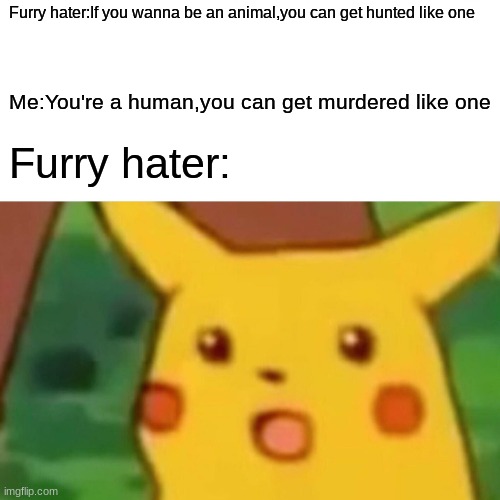 Furry hater:If you wanna be an animal,you can get hunted like one
Me:You're a human,you can get murdered like one
Furry hater:
imgflip.com